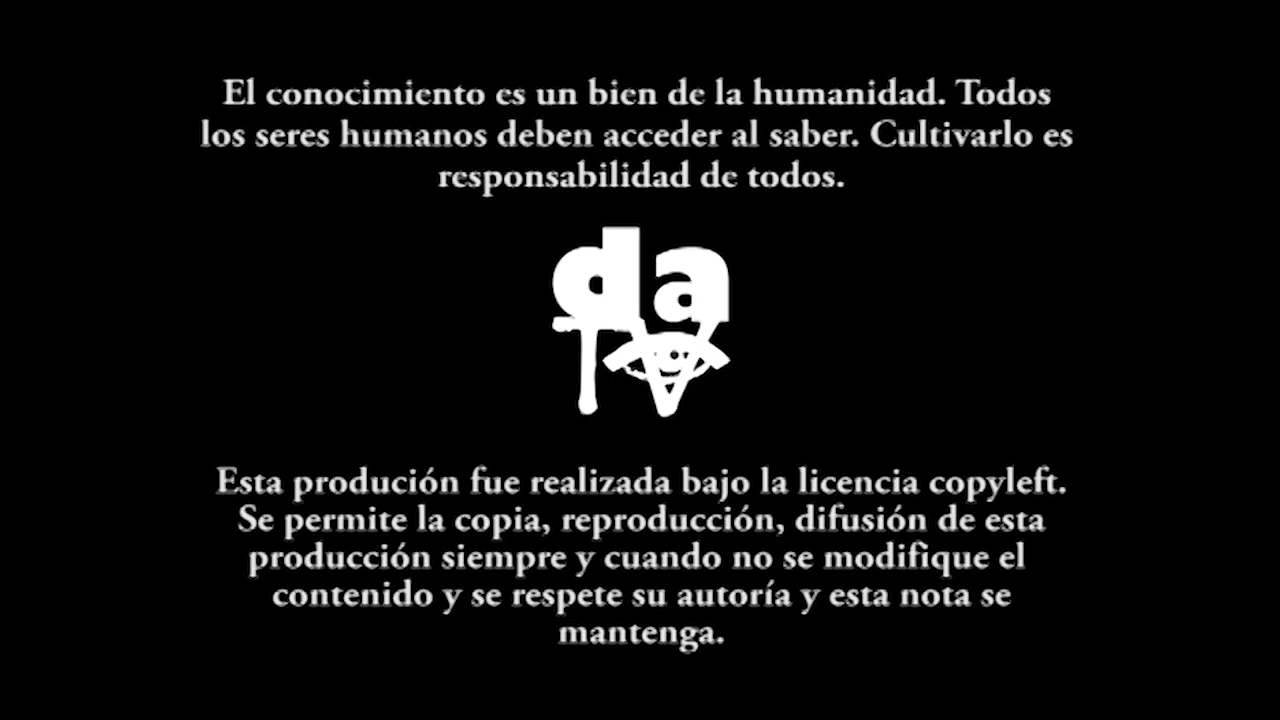 El conocimiento es un bien de la humanidad. Todos
los seres humanos deben acceder al saber. Cultivarlo es
responsabilidad de todos.
da
TV
Esta produción fue realizada bajo la licencia copyleft.
Se permite la copia, reproducción, difusión de esta
producción siempre y cuando no se modifique el
contenido y se respete su autoría y esta nota se
mantenga.